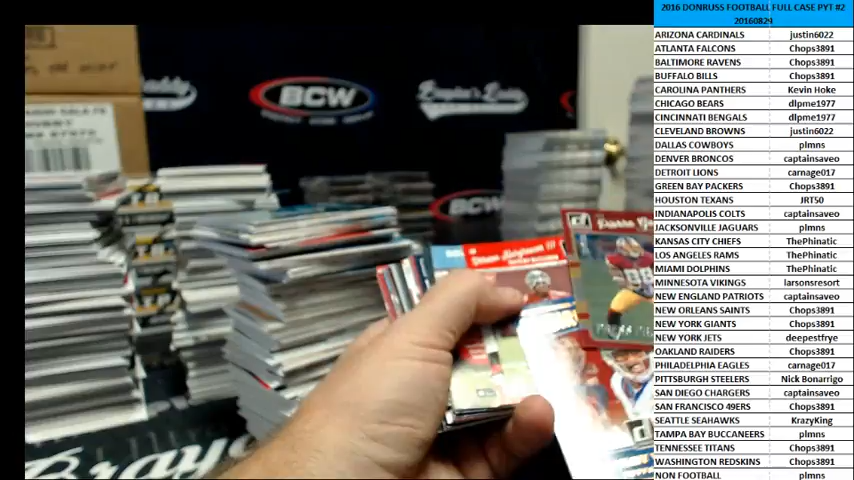 2016 DONRUSS FOOTBALL FULL CASE PYT #2
20160824
ARIZONA CARDINALS justin6022
ATLANTA FALCONS Chops3891
BALTIMORE RAVENS Chops3891
BUFFALO BILLS Chops3891
CAROLINA PANTHERS Kevin Hoke
CHICAGO BEARS dlpme1977
CINCINNATI BENGALS dlpme1977
CLEVELAND BROWNS justin6022
DALLAS COWBOYS plmns
DENVER BRONCOS captainsaveo
DETROIT LIONS carnage017
GREEN BAY PACKERS Chops3891
HOUSTON TEXANS JRT50
INDIANAPOLIS COLTS captainsaveo
JACKSONVILLE JAGUARS plmns
KANSAS CITY CHIEFS ThePhinatic
LOS ANGELES RAMS ThePhinatic
MIAMI DOLPHINS ThePhinatic
MINNESOTA VIKINGS larsonsresort
NEW ENGLAND PATRIOTS captainsaveo
NEW ORLEANS SAINTS Chops3891
NEW YORK GIANTS Chops3891
NEW YORK JETS deepestfrye
OAKLAND RAIDERS Chops3891
PHILADELPHIA EAGLES carnage017
PITTSBURGH STEELERS Nick Bonarrigo
SAN DIEGO CHARGERS captainsaveo
SAN FRANCISCO 49ERS Chops3891
SEATTLE SEAHAWKS KrazyKing
TAMPA BAY BUCCANEERS plmns
TENNESSEE TITANS Chops3891
WASHINGTON REDSKINS Chops3891
NON FOOTBALL plmns
BCW
BCW